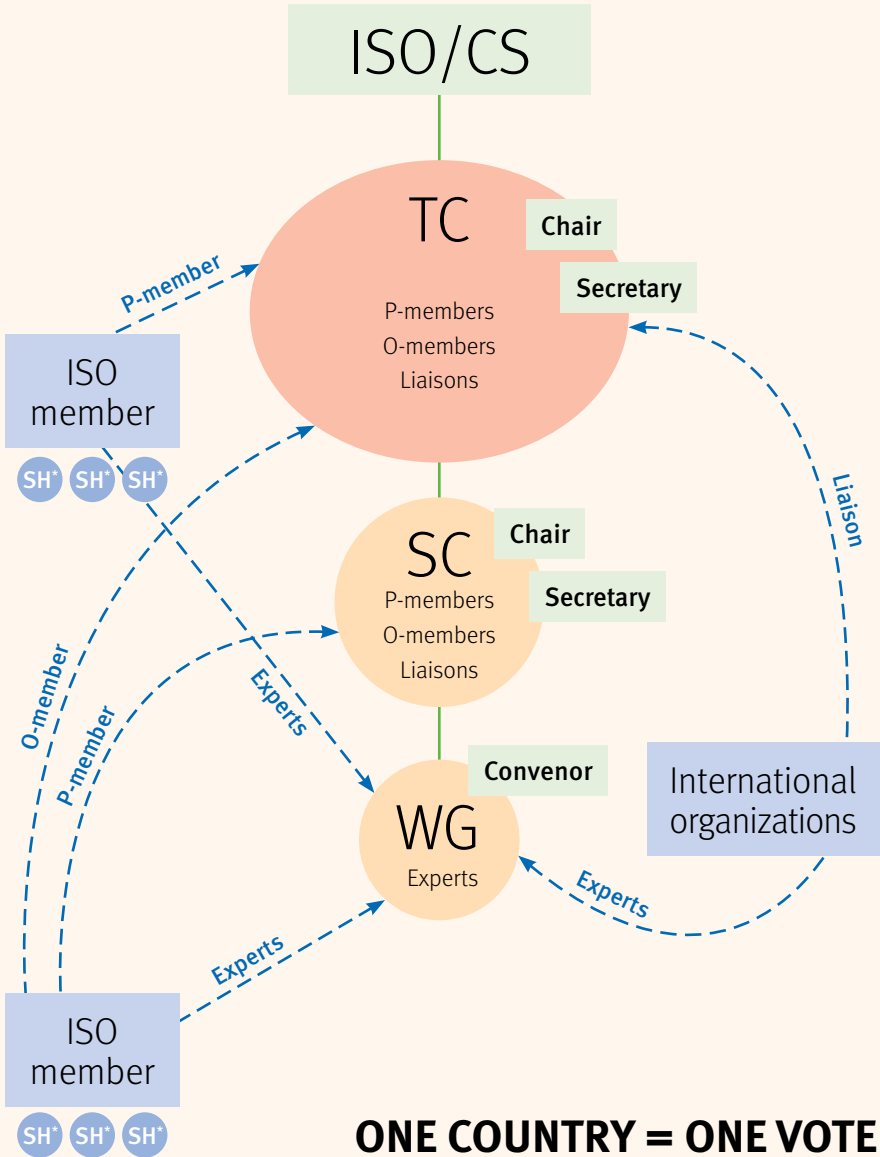 ISO/CS
TC
Chair
Secretary
P-members
O-members
Liaisons
P-member
ISO
member
SH* SH* SH*
SC
Chair
Secretary
P-members
O-members
Liaisons
Liaison
O-member
P-member
Experts
Convenor
WG
Experts
International
organizations
Experts
Experts
ISO
member
SH* SH* SH*
ONE COUNTRY = ONE VOTE